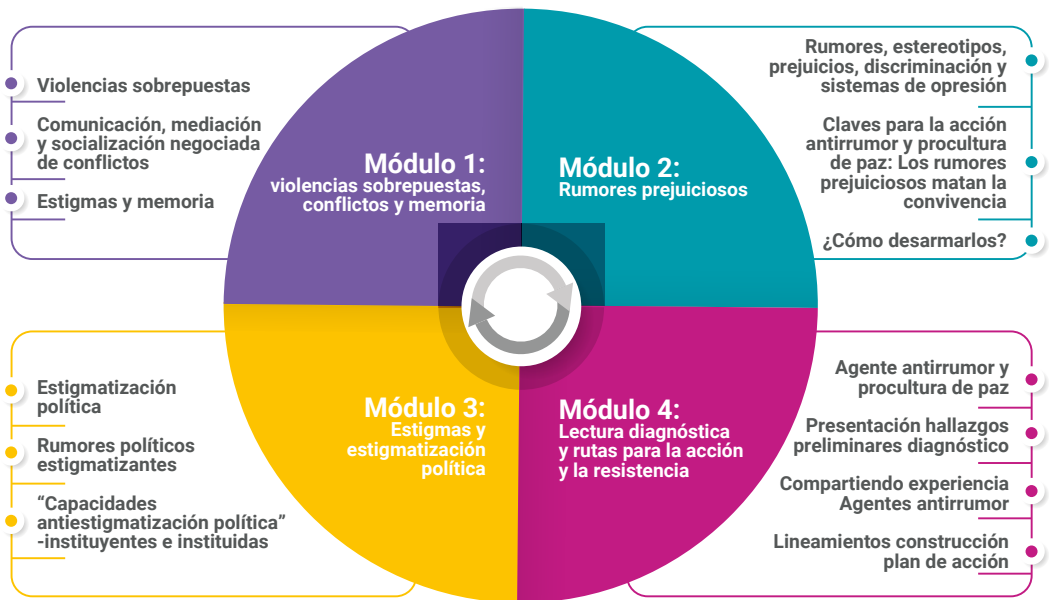 Violencias sobrepuestas
Comunicación, mediación
y socialización negociada
de conflictos
Estigmas y memoria
Módulo 1:
violencias sobrepuestas,
conflictos y memoria
Módulo 2:
Rumores prejuiciosos
Rumores, estereotipos,
prejuicios, discriminación y
sistemas de opresión
Claves para la acción
antirrumor y procultura
de paz: Los rumores
prejuiciosos matan la
convivencia
¿Cómo desarmarlos?
Estigmatización
política
Rumores políticos
estigmatizantes
“Capacidades
antiestigmatización política”
-instituyentes e instituidas
Módulo 3:
Estigmas y
estigmatización
política
Módulo 4:
Lectura diagnóstica
y rutas para la acción
y la resistencia
Agente antirrumor y
procultura de paz
Presentación hallazgos
preliminares diagnóstico
Compartiendo experiencia
Agentes antirrumor
Lineamientos construcción
plan de acción